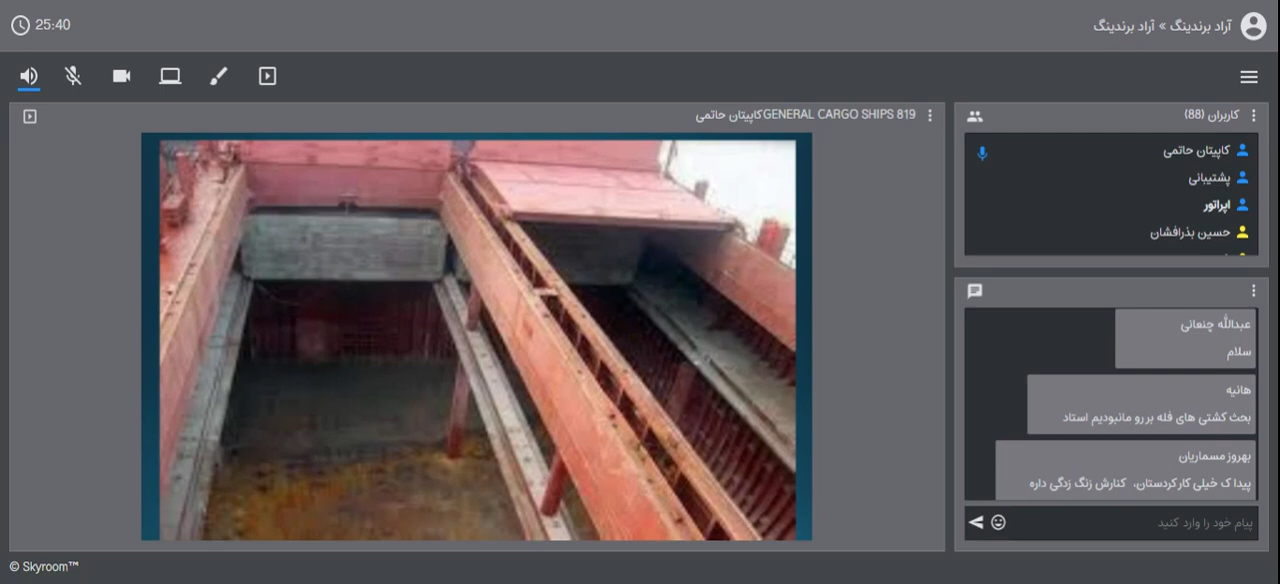 25:40
آراد برندینگ » آراد برندینگ
کاپیتان حاتمی GENERAL CARGO SHIPS 819
کاربران (88)
کاپیتان حاتمی
پشتیبانی
اپراتور
حسین بذرافشان
عبدالله چنعانی
سلام
هانیه
بحث کشتی های فله بر رو مانبودیم استاد
بهروز مسماریان
پیدا ک خیلی کار کردستان، کنارش زنگ زدگی داره
پیام خود را وارد کنید
© Skyroom™